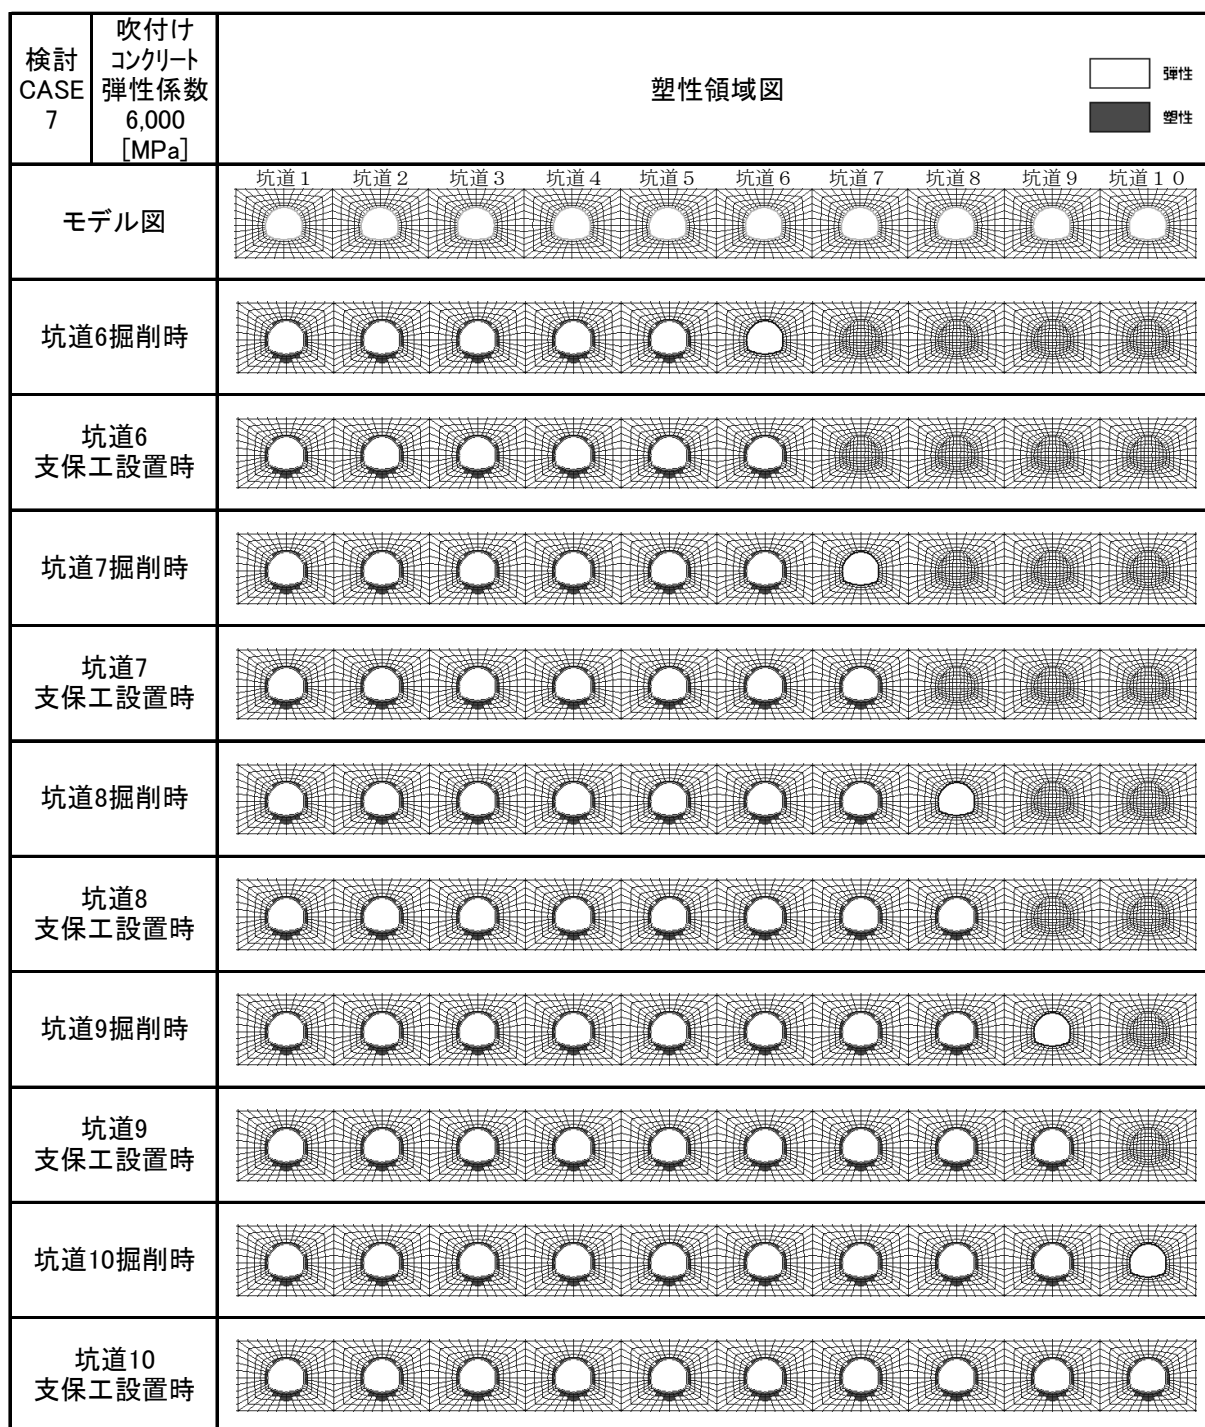 検討
CASE
7
吹付け
コンクリート
弾性係数
6,000
[MPa]
塑性領域図
弾性
塑性
モデル図
坑道１ 坑道２ 坑道３ 坑道４ 坑道５ 坑道６ 坑道７ 坑道８ 坑道９ 坑道１０
坑道6掘削時
坑道6
支保工設置時
坑道7掘削時
坑道7
支保工設置時
坑道8掘削時
坑道8
支保工設置時
坑道9掘削時
坑道9
支保工設置時
坑道10掘削時
坑道10
支保工設置時